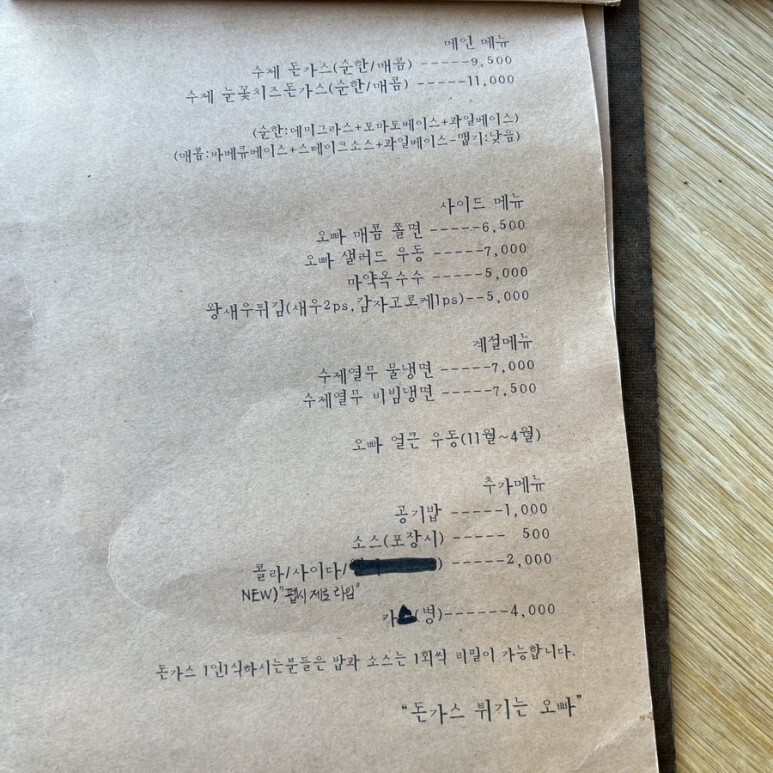 메인 메뉴
수제 돈가스(순한/매콤) -----9,500
수제 눈꽃치즈돈가스(순한/매콤) -----11,000
(순한:데미그라스+토마토베이스+과일베이스)
(매콤:바베큐베이스+스테이크소스+과일베이스-맵기:낮음)
사이드 메뉴
오빠 매콤 쫄면 -----6,500
오빠 샐러드 우동 -----7,000
마약옥수수 -----5,000
왕새우튀김(새우2ps,감자고로케1ps)--5,000
계절메뉴
수제열무 물냉면 -----7,000
수제열무 비빔냉면 -----7,500
오빠 얼큰 우동(11월~4월)
추가메뉴
공기밥 -----1,000
소스(포장시) ----- 500
콜라/사이다/ ) -----2,000
NEW)"펩시제로라임"
(병)------4,000
돈가스 1인1식하시는분들은 밥과 소스는 1회씩 리필이 가능합니다.
"돈가스 튀기는 오빠"